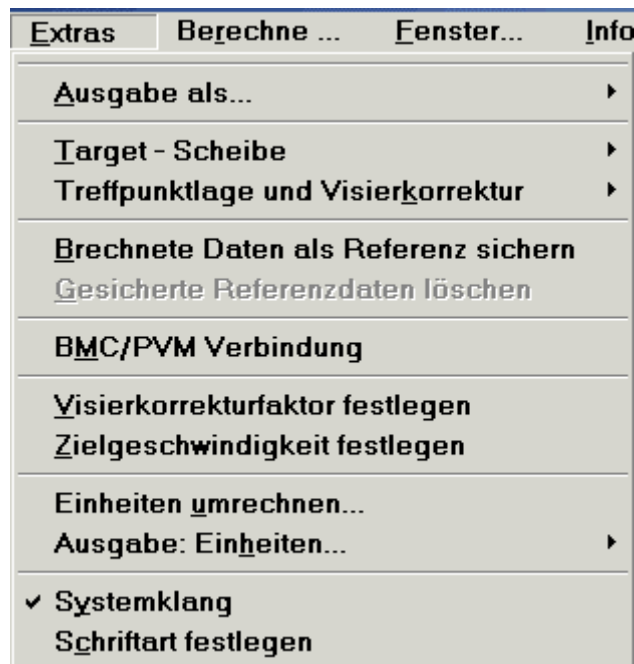 Extras Berechne ... Fenster... Info
Ausgabe als...
Target - Scheibe
Treffpunktlage und Visierkorrektur
Brechnete Daten als Referenz sichern
Gesicherte Referenzdaten löschen
BMC/PVM Verbindung
Visierkorrekturfaktor festlegen
Zielgeschwindigkeit festlegen
Einheiten umrechnen...
Ausgabe: Einheiten...
Systemklang
Schriftart festlegen